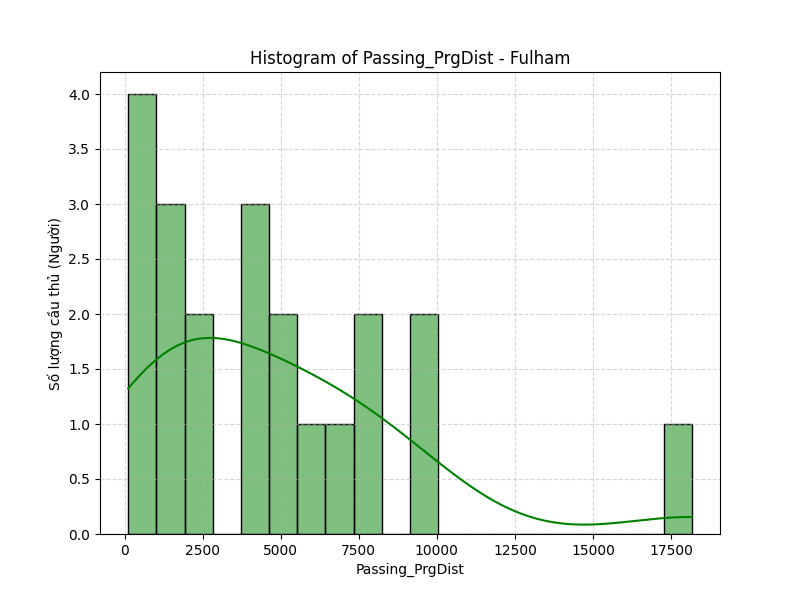 Histogram of Passing_PrgDist - Fulham
Số lượng cầu thủ (Người)
4.0
3.5
3.0
2.5
2.0
1.5
1.0
0.5
0.0
0 2500 5000 7500 10000 12500 15000 17500
Passing_PrgDist